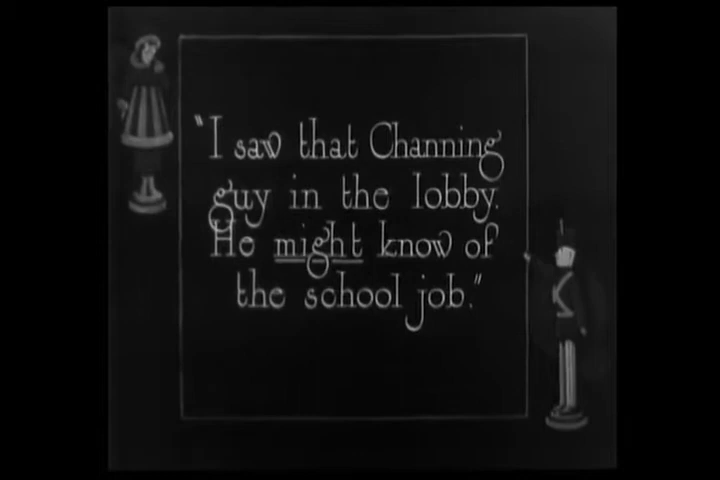 "I saw that Channing
guy in the lobby.
He might know of
the school job."